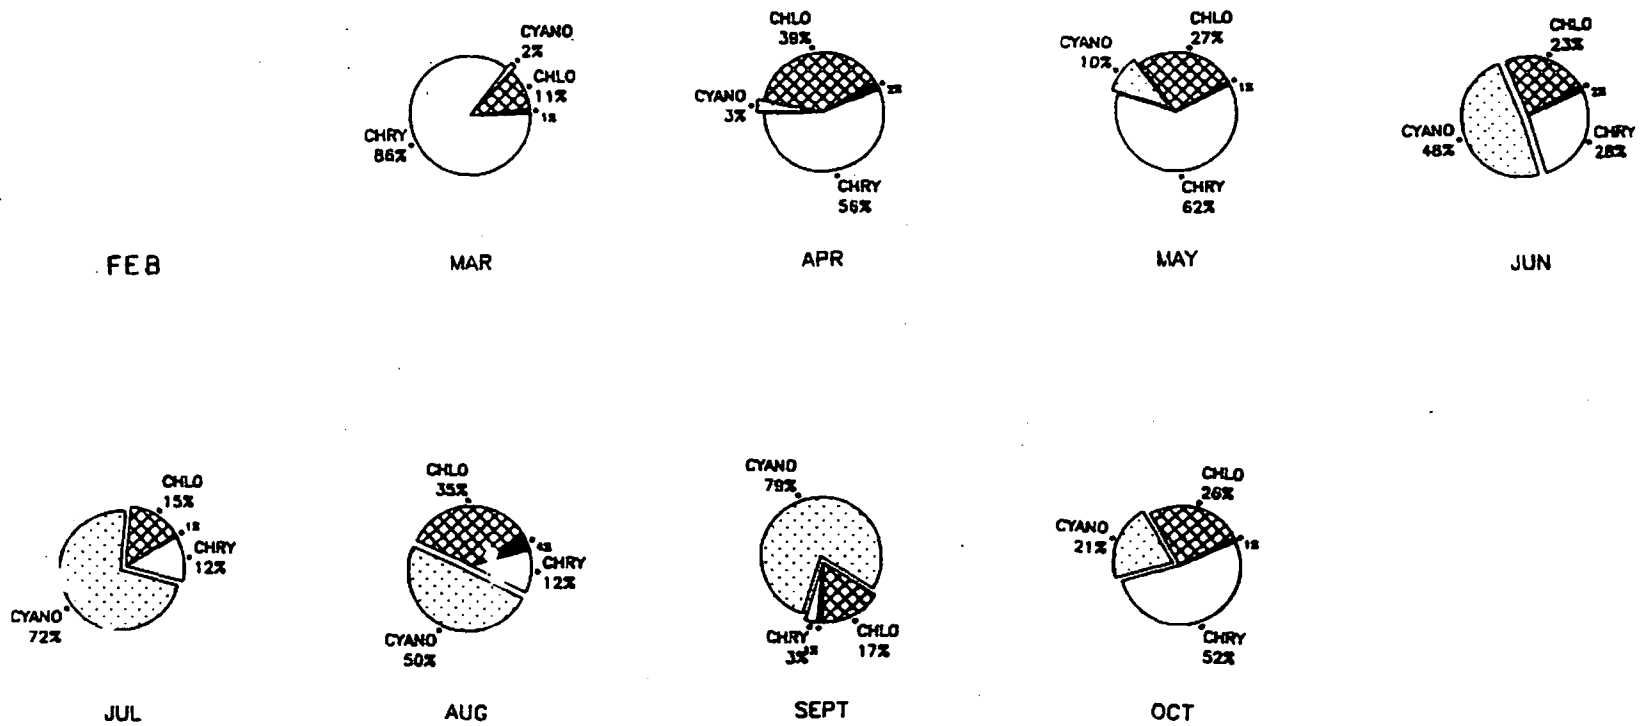 CYANO
2%
CHLO
11%
1%
CHRY
86%
CHLO
39%
2%
CYANO
3%
CHRY
56%
CHLO
27%
CYANO
10%
1%
CHRY
62%
CHLO
23%
2%
CYANO
48%
CHRY
28%
FEB
MAR
APR
MAY
JUN
CHLO
15%
1%
CHRY
12%
CYANO
72%
CHLO
35%
4%
CHRY
12%
CYANO
50%
CYANO
79%
CHRY
3%
1%
CHLO
17%
CHLO
26%
CYANO
21%
1%
CHRY
52%
JUL
AUG
SEPT
OCT